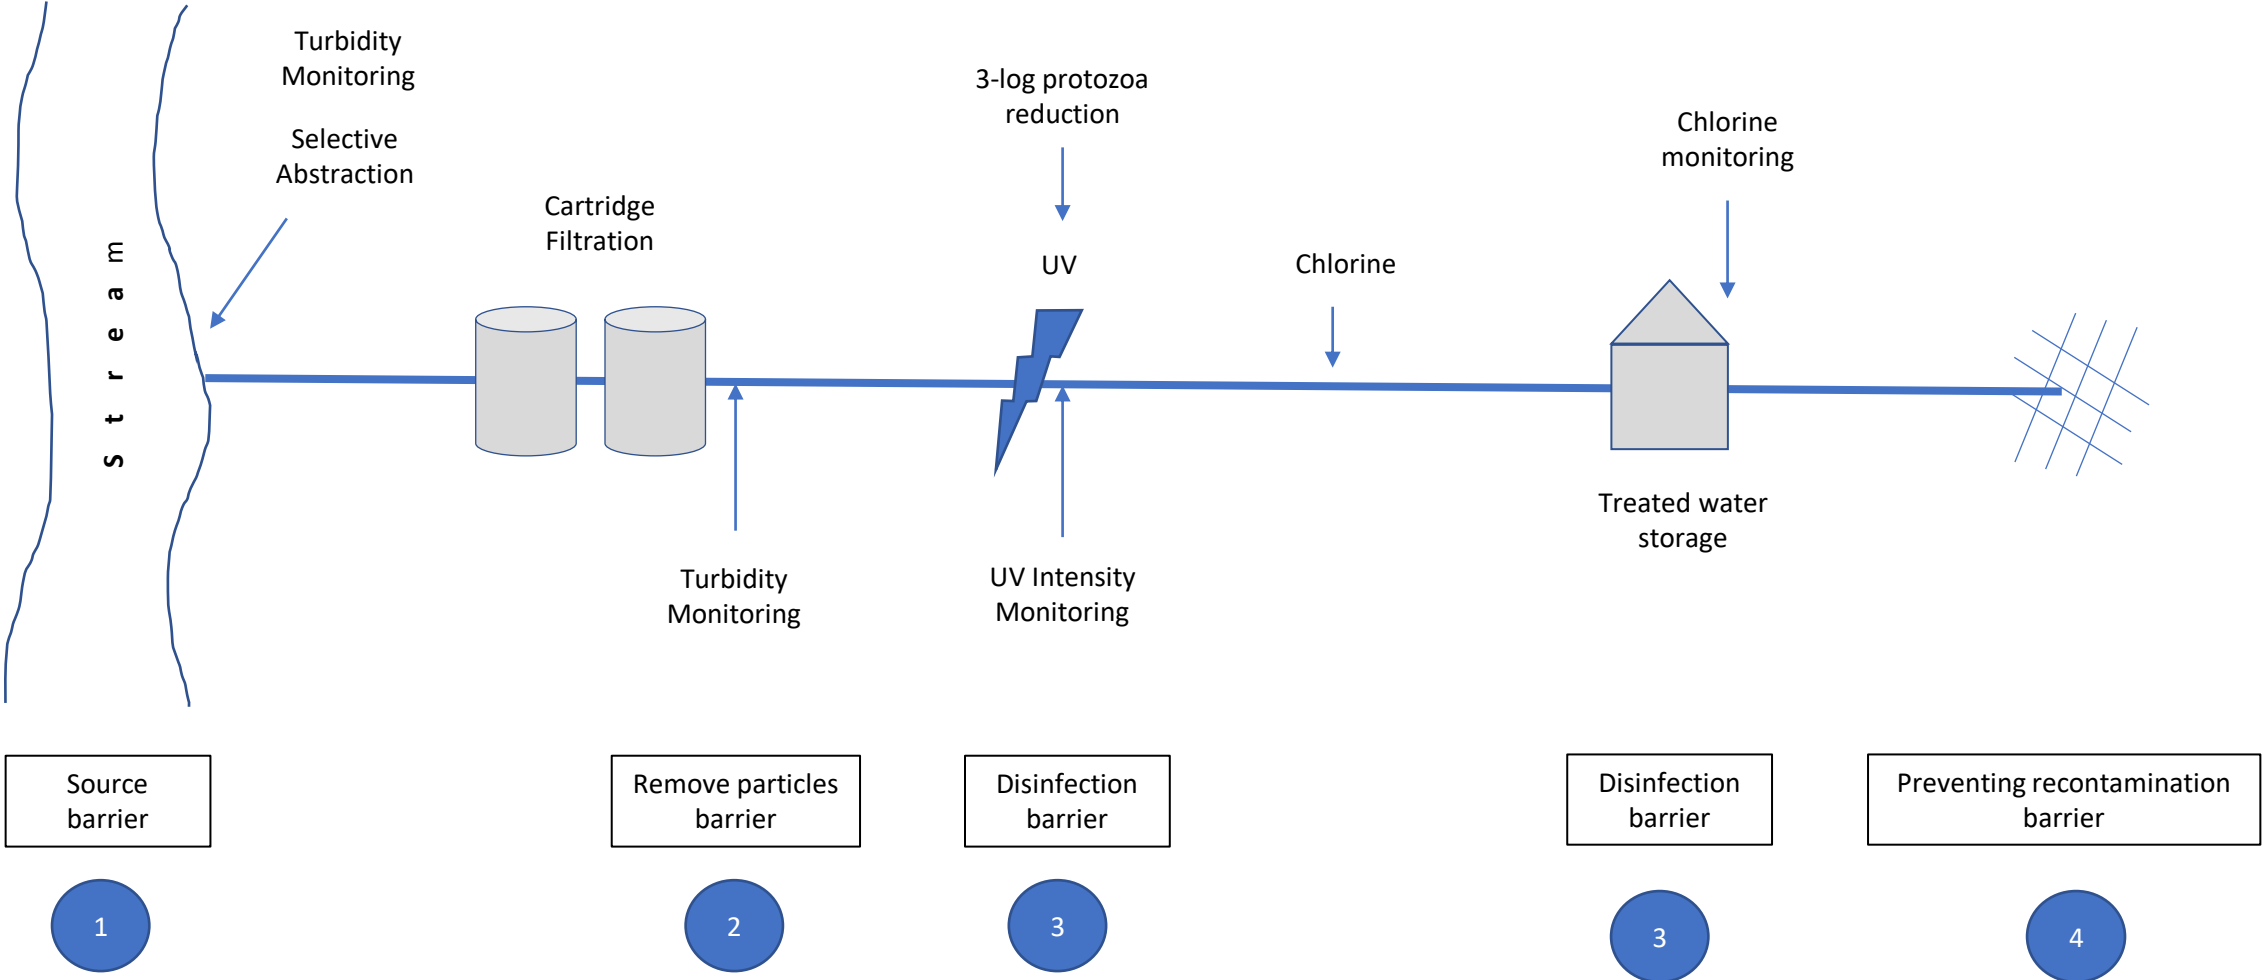 Turbidity
Monitoring
Selective
Abstraction
Stream
Cartridge
Filtration
3-log protozoa
reduction
UV
Chlorine
Chlorine
monitoring
Turbidity
Monitoring
UV Intensity
Monitoring
Treated water
storage
Source
barrier
Remove particles
barrier
Disinfection
barrier
Disinfection
barrier
Preventing recontamination
barrier
1
2
3
3
4